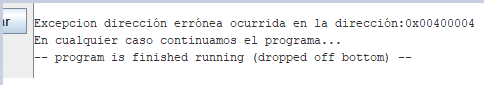 ar
Excepcion dirección errónea ocurrida en la dirección:0x00400004
En cualquier caso continuamos el programa...
-- program is finished running (dropped off bottom) --